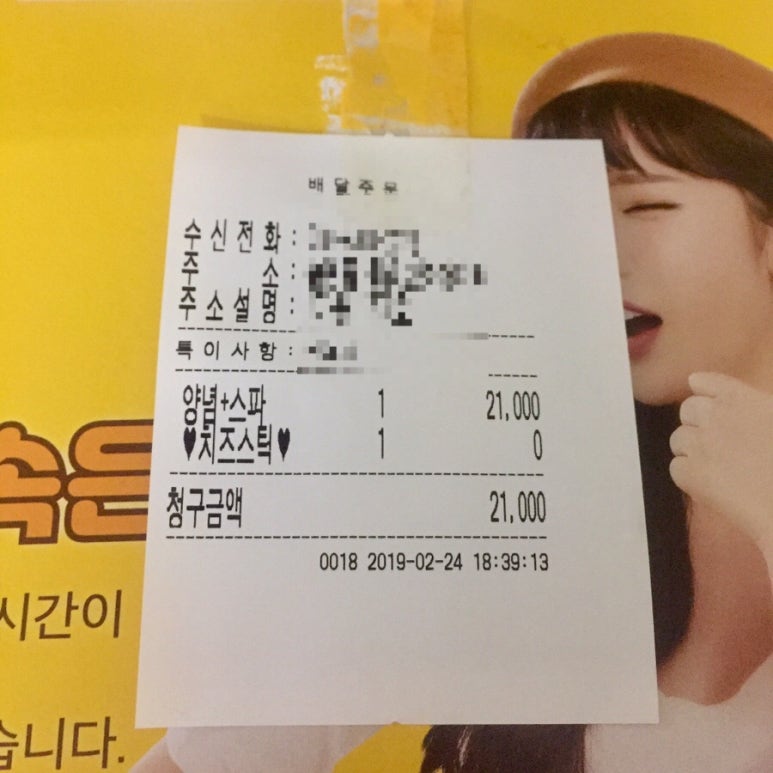 배달주문
수신전화 :
주 소 :
주소설명 :
특이사항 :
양념+스파 1 21,000
♥치즈스틱♥ 1 0
청구금액 21,000
0018 2019-02-24 18:39:13
속은
시간이
습니다.